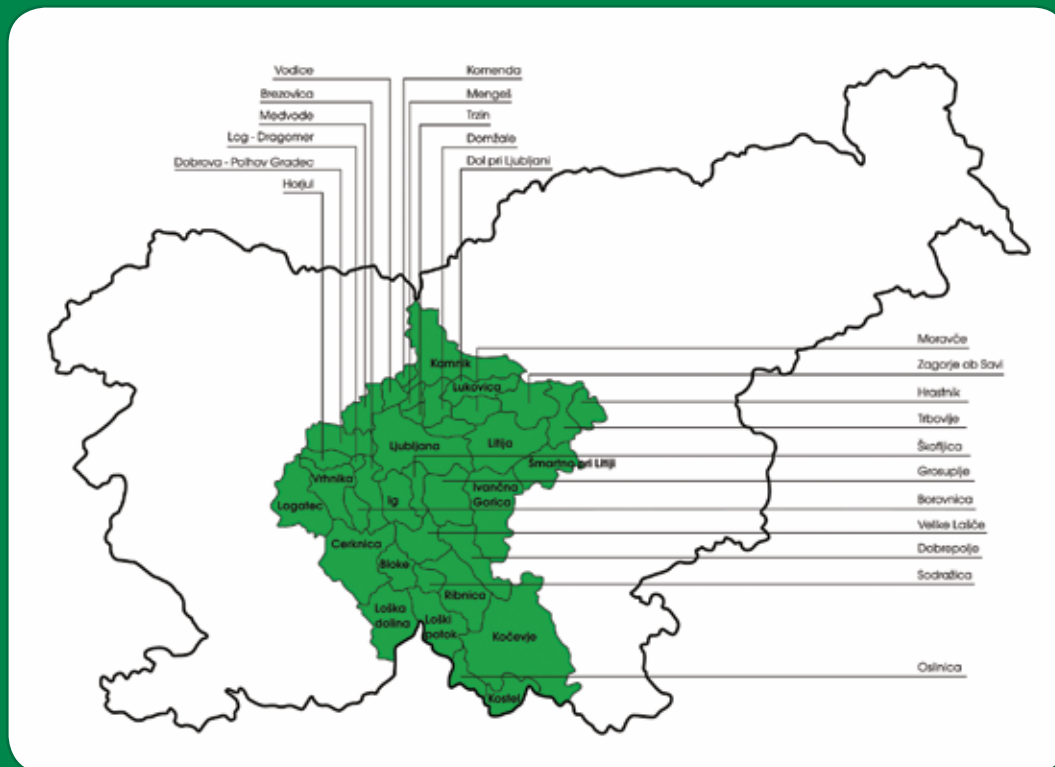 Vodice
Komenda
Brezovica
Mengeš
Medvode
Trzin
Log - Dragomer
Domžale
Dobrova - Polhov Gradec
Dol pri Ljubljani
Horjul
Moravče
Kamnik
Zagorje ob Savi
Lukovica
Hrastnik
Trbovlje
Ljubljana
Litija
Škofljica
Šmartno pri Litiji
Grosuplje
Vrhnika
Ivančna
Gorica
Ig
Logatec
Borovnica
Velike Lašče
Cerknica
Dobrepolje
Bloke
Sodražica
Ribnica
Loška
dolina
Loški
potok
Kočevje
Osilnica
Kostel